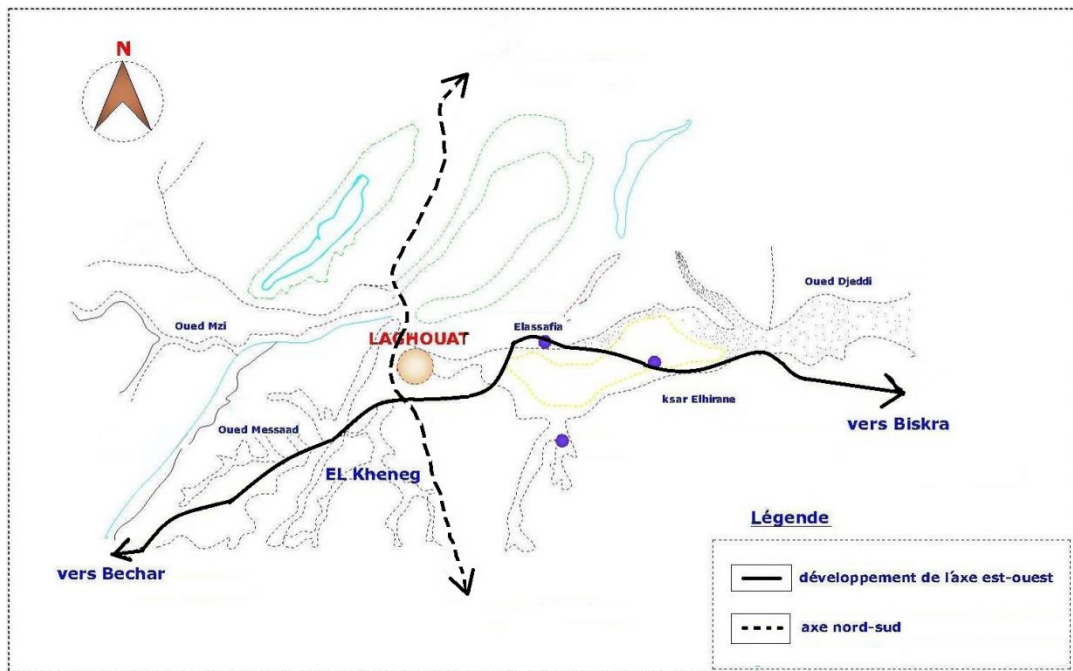 N
Oued Djeddi
Oued Mzi
Elassafia
LAGHOUAT
ksar Elhirane
vers Biskra
Oued Messaad
EL Kheneg
Légende
vers Bechar
développement de l'axe est-ouest
axe nord-sud